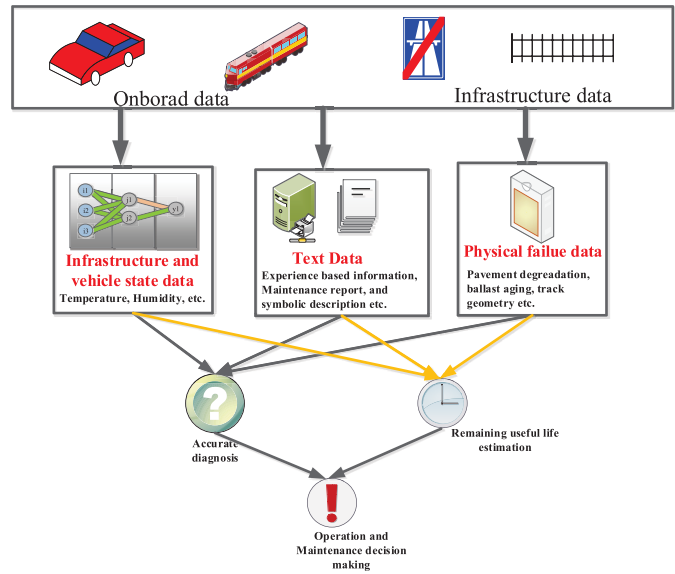 Onborad data
Infrastructure data
i1
i2
i3
j1
j2
y1
Infrastructure and
vehicle state data
Temperature, Humidity, etc.
Text Data
Experience based information,
Maintenance report, and
symbolic description etc.
Physical failue data
Pavement degreadation,
ballast aging, track
geometry etc.
Accurate
diagnosis
Remaining useful life
estimation
Operation and
Maintenance decision
making